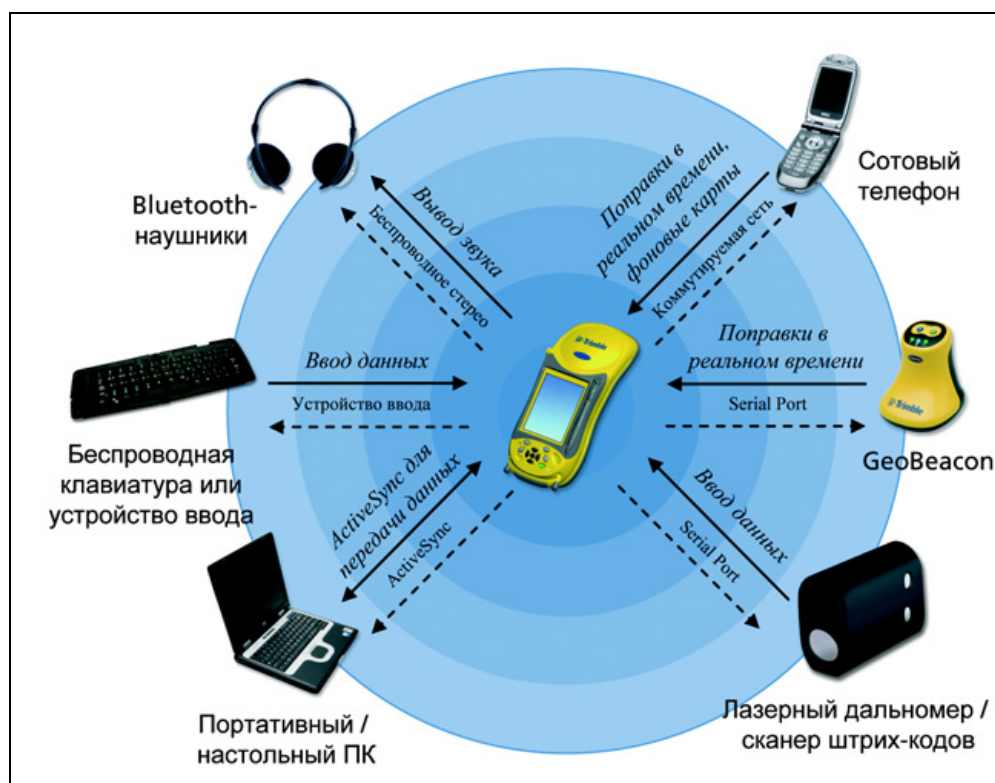 Bluetooth-
наушники
Вывод звука
Беспроводное стерео
Поправки в
реальном времени,
фоновые карты
Коммутируемая сеть
Сотовый
телефон
Ввод данных
Устройство ввода
Беспроводная
клавиатура или
устройство ввода
Trimble
Поправки в
реальном времени
Serial Port
Trimble
GeoBeacon
ActiveSync для
передачи данных
ActiveSync
Портативный /
настольный ПК
Ввод данных
Serial Port
Лазерный дальномер /
сканер штрих-кодов